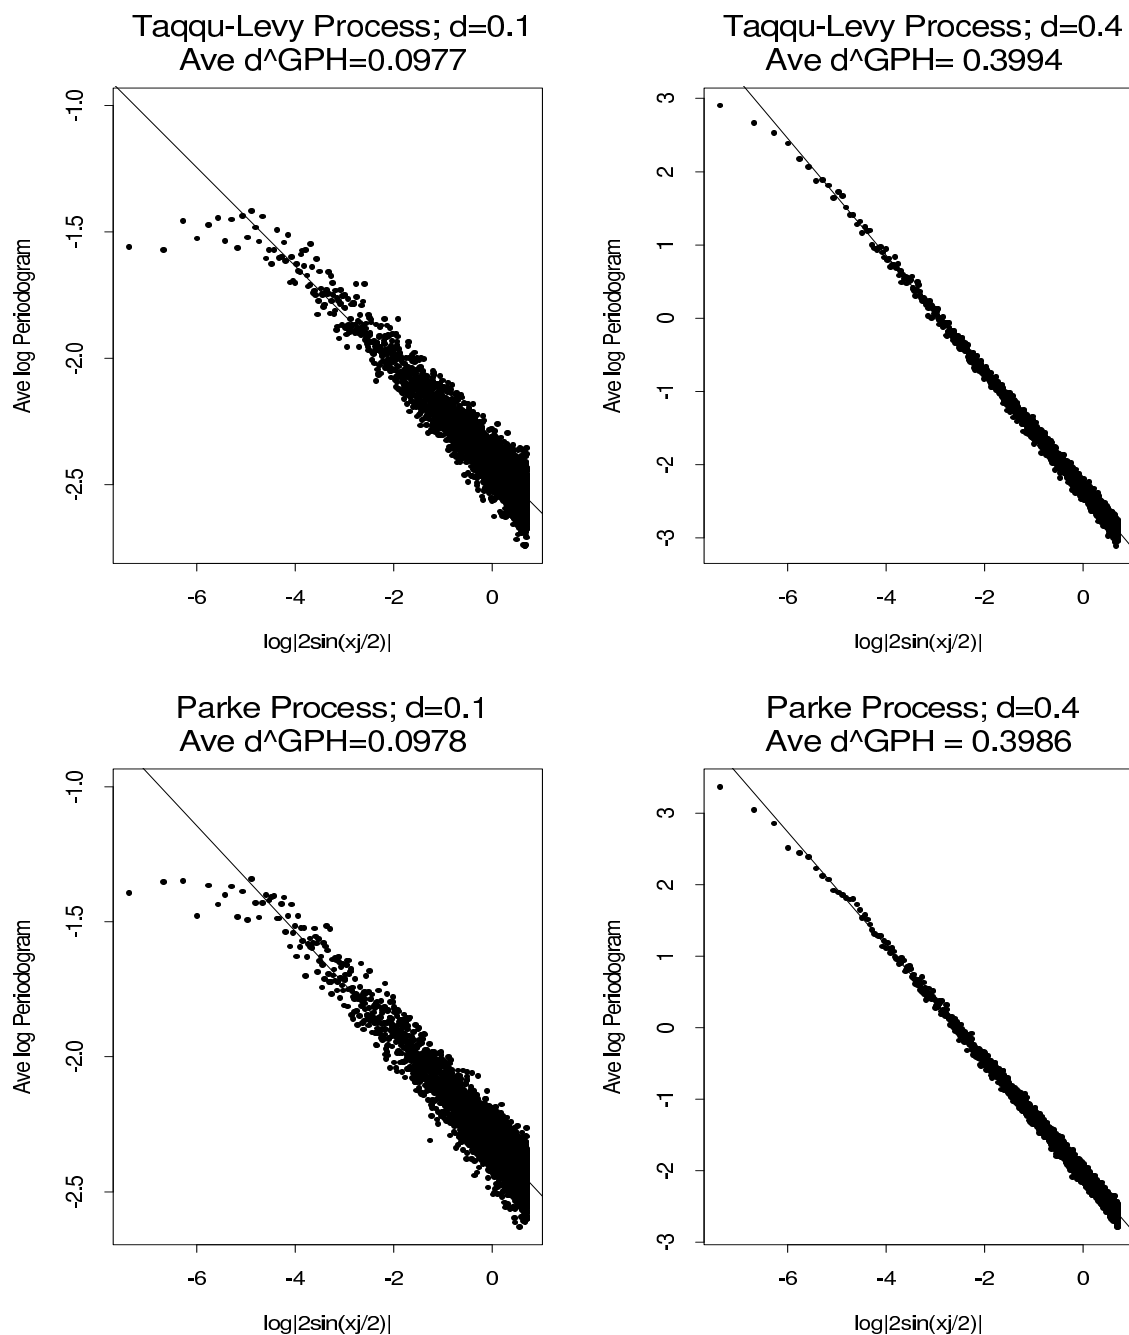 Taqqu-Levy Process; d=0.1
Ave d^GPH=0.0977
Ave log Periodogram
-1.0
-1.5
-2.0
-2.5
-6 -4 -2 0
log|2sin(xj/2)|
Taqqu-Levy Process; d=0.4
Ave d^GPH= 0.3994
Ave log Periodogram
3
2
1
0
-1
-2
-3
-6 -4 -2 0
log|2sin(xj/2)|
Parke Process; d=0.1
Ave d^GPH=0.0978
Ave log Periodogram
-1.0
-1.5
-2.0
-2.5
-6 -4 -2 0
log|2sin(xj/2)|
Parke Process; d=0.4
Ave d^GPH = 0.3986
Ave log Periodogram
3
2
1
0
-1
-2
-3
-6 -4 -2 0
log|2sin(xj/2)|